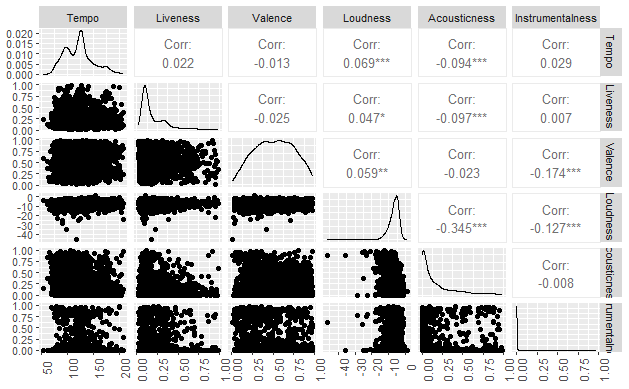 Tempo Liveness Valence Loudness Acousticness Instrumentalness
0.020
0.015
0.010
0.005
0.000
Corr:
0.022
Corr:
-0.013
Corr:
0.069***
Corr:
-0.094***
Corr:
0.029
Tempo
1.00
0.75
0.50
0.25
0.00
Corr:
-0.025
Corr:
0.047*
Corr:
-0.097***
Corr:
0.007
Liveness
1.00
0.75
0.50
0.25
0.00
Corr:
0.059**
Corr:
-0.023
Corr:
-0.174***
Valence
0
-10
-20
-30
-40
Corr:
-0.345***
Corr:
-0.127***
Loudness
1.00
0.75
0.50
0.25
0.00
Corr:
-0.008
1.00
0.75
0.50
0.25
0.00
50 100 150 200 0.00 0.25 0.50 0.75 1.00 0.00 0.25 0.50 0.75 1.00 -40 -30 -20 -10 0 0.00 0.25 0.50 0.75 1.00 0.00 0.25 0.50 0.75 1.00